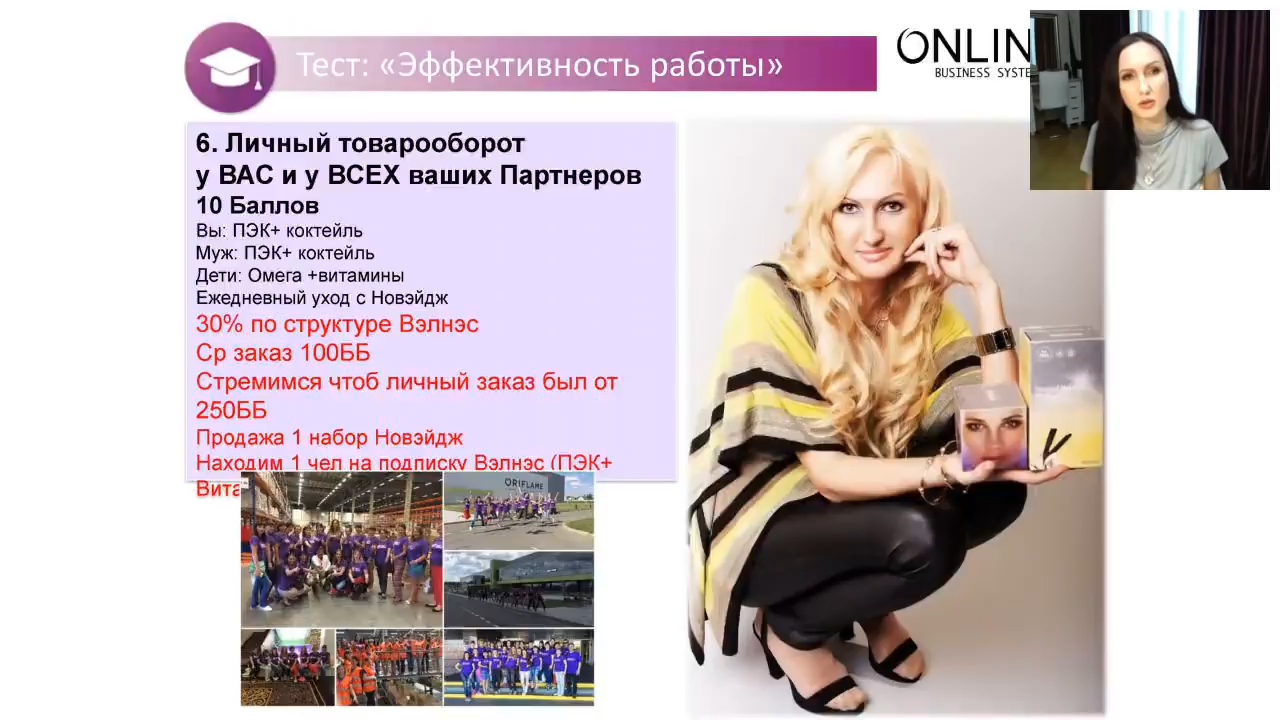 Тест: «Эффективность работы»
ONLIN
BUSINESS SYSTE
6. Личный товарооборот
у ВАС и у ВСЕХ ваших Партнеров
10 Баллов
Вы: ПЭК+ коктейль
Муж: ПЭК+ коктейль
Дети: Омега +витамины
Ежедневный уход с Новэйдж
30% по структуре Вэлнэс
Ср заказ 100ББ
Стремимся чтоб личный заказ был от
250ББ
Продажа 1 набор Новэйдж
Находим 1 чел на подписку Вэлнэс (ПЭК+
Вита
ORIFLAME